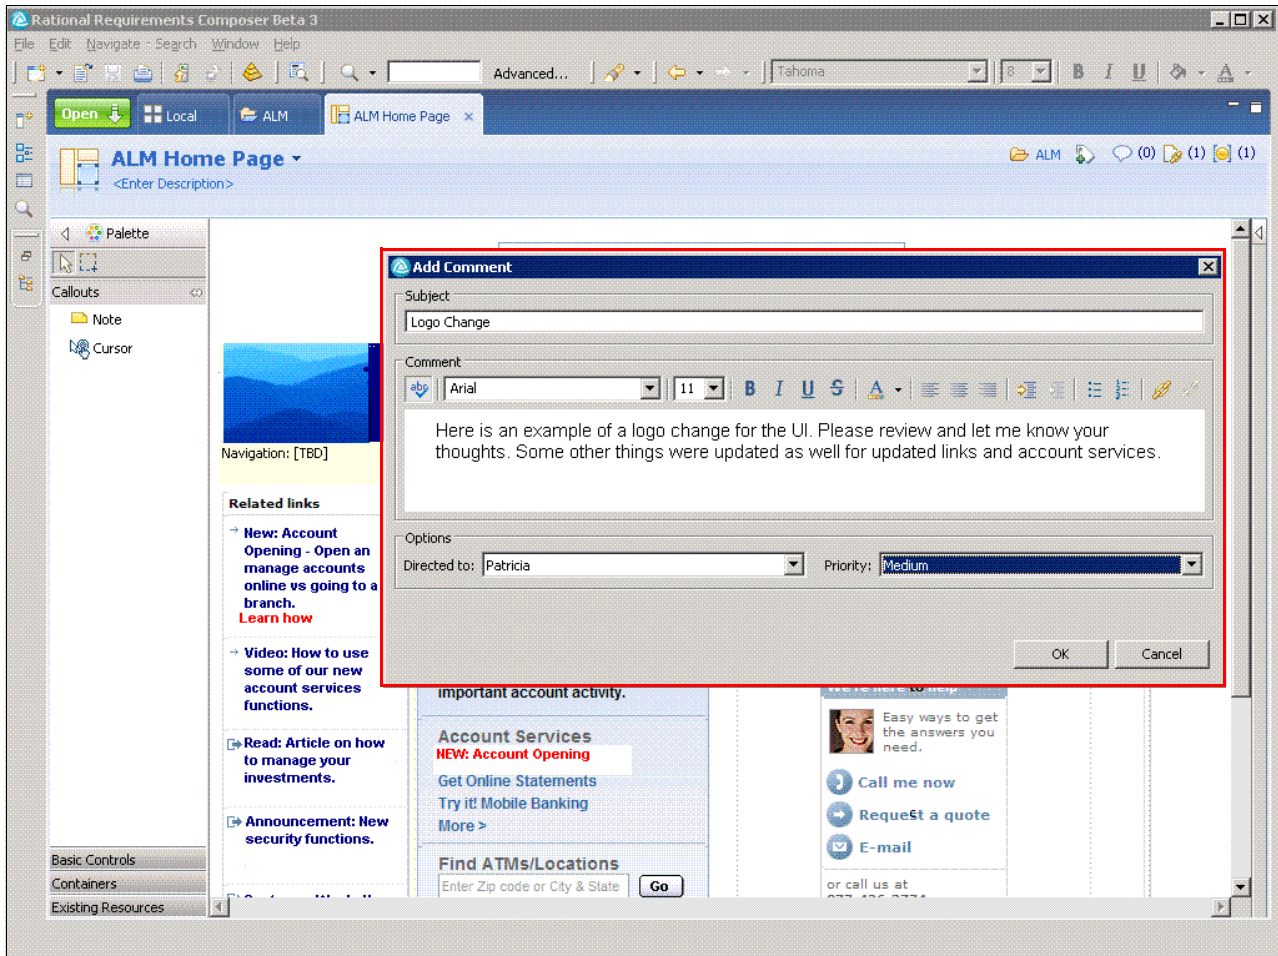 Rational Requirements Composer Beta 3
File Edit Navigate Search Window Help
Advanced... Tahoma 8 B I U A
Open Local ALM ALM Home Page
ALM Home Page
<Enter Description>
ALM (0) (1) (1)
Palette
Callouts
Note
Cursor
Basic Controls
Containers
Existing Resources
Add Comment
Subject
Logo Change
Comment
abc Arial 11 B I U S A
Here is an example of a logo change for the UI. Please review and let me know your
thoughts. Some other things were updated as well for updated links and account services.
Options
Directed to: Patricia Priority: Medium
OK Cancel
Navigation: [TBD]
Related links
New: Account
Opening - Open an
manage accounts
online vs going to a
branch.
Learn how
Video: How to use
some of our new
account services
functions.
Read: Article on how
to manage your
investments.
Announcement: New
security functions.
important account activity.
Account Services
NEW: Account Opening
Get Online Statements
Try it! Mobile Banking
More >
Find ATMs/Locations
Enter Zip code or City & State Go
We're here to help
Easy ways to get
the answers you
need.
Call me now
Request a quote
E-mail
or call us at